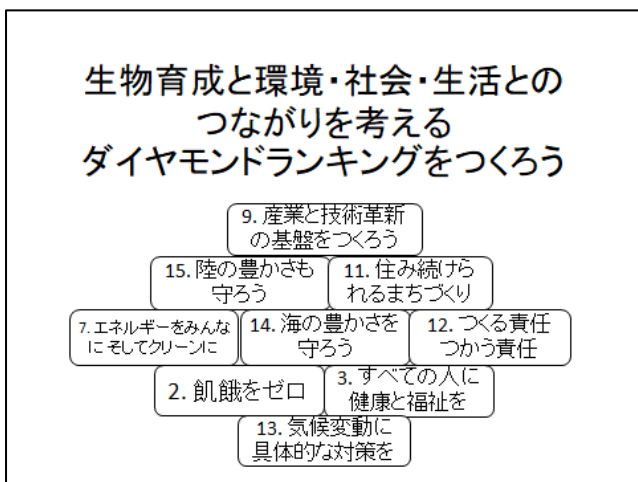 生物育成と環境・社会・生活との
つながりを考える
ダイヤモンドランキングをつくろう
9. 産業と技術革新
の基盤をつくろう
15. 陸の豊かさも
守ろう
11. 住み続けら
れるまちづくり
7. エネルギーをみんな
に そしてクリーンに
14. 海の豊かさを
守ろう
12. つくる責任
つかう責任
2. 飢餓をゼロ
3. すべての人に
健康と福祉を
13. 気候変動に
具体的な対策を